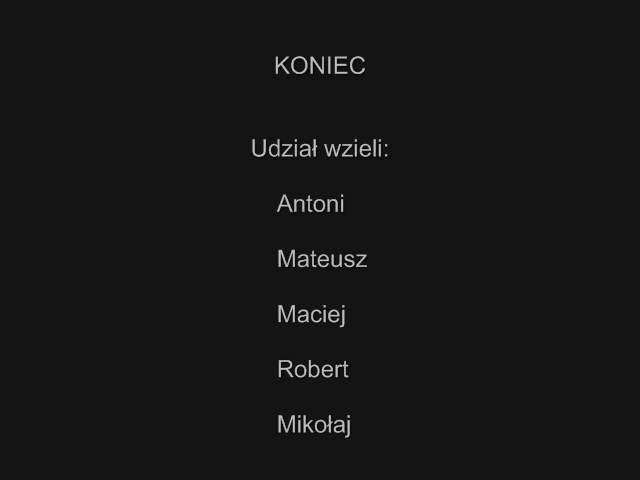 KONIEC
Udział wzieli:
Antoni
Mateusz
Maciej
Robert
Mikołaj